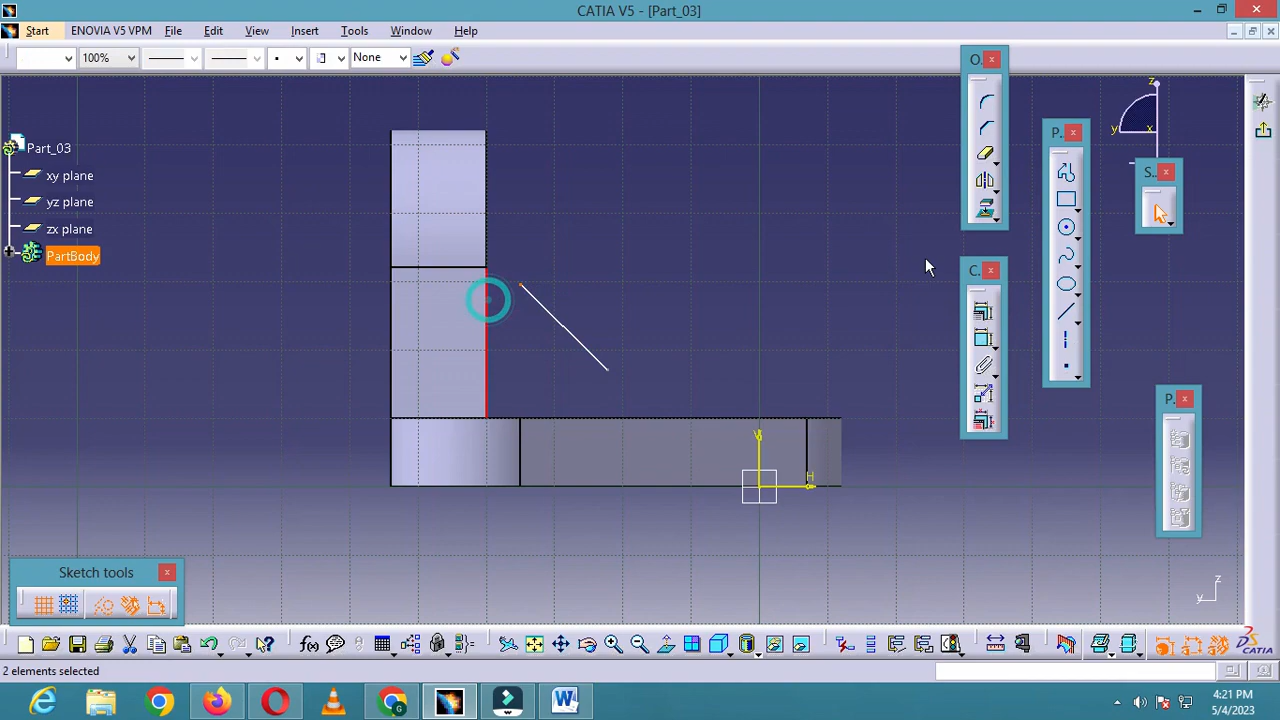 CATIA V5 - [Part_03]
Start ENOVIA V5 VPM File Edit View Insert Tools Window Help
100% None
O.
P.
z
y x
S..
Part_03
xy plane
yz plane
zx plane
PartBody
C.
P.
V
H
Sketch tools
z
y
f(x)
CATIA
2 elements selected
4:21 PM
5/4/2023